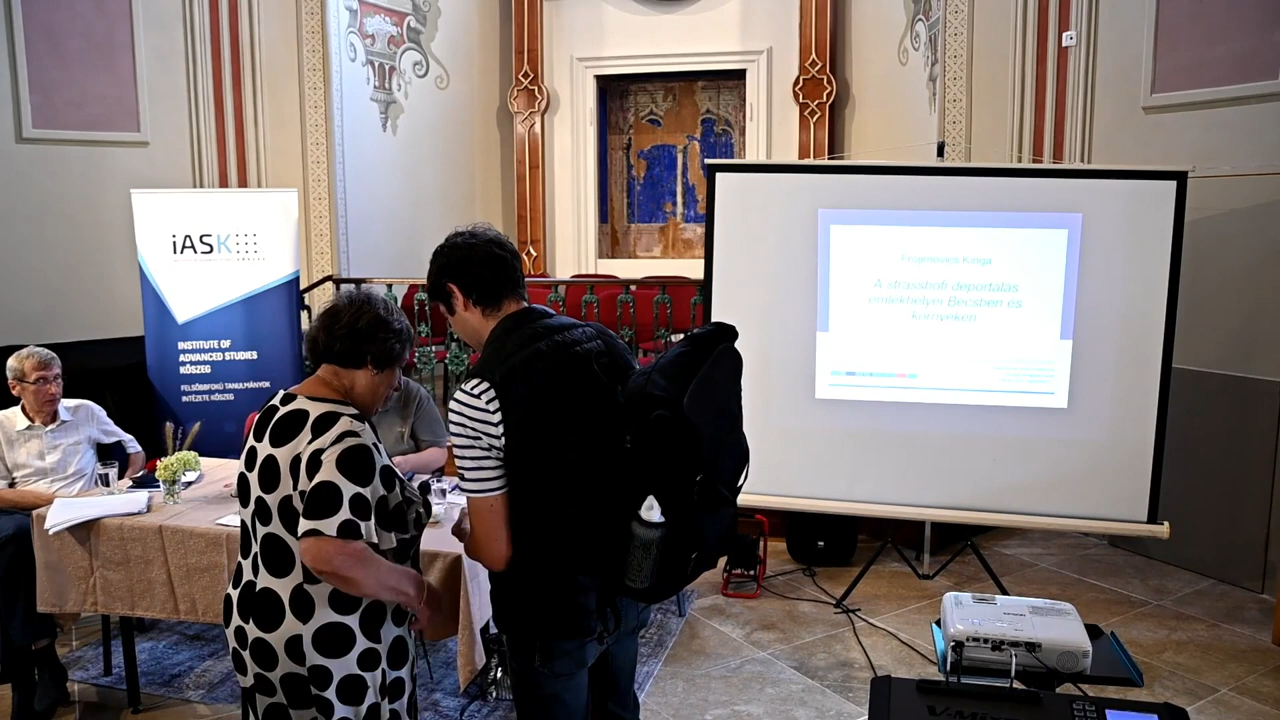 iASK
INSTITUTE OF
ADVANCED STUDIES
KŐSZEG
FELSŐBBFOKÚ TANULMÁNYOK
INTÉZETE KŐSZEG
Frojimovics Kinga
A strasshofi deportálás
emlékhelyei Bécsben és
környékén